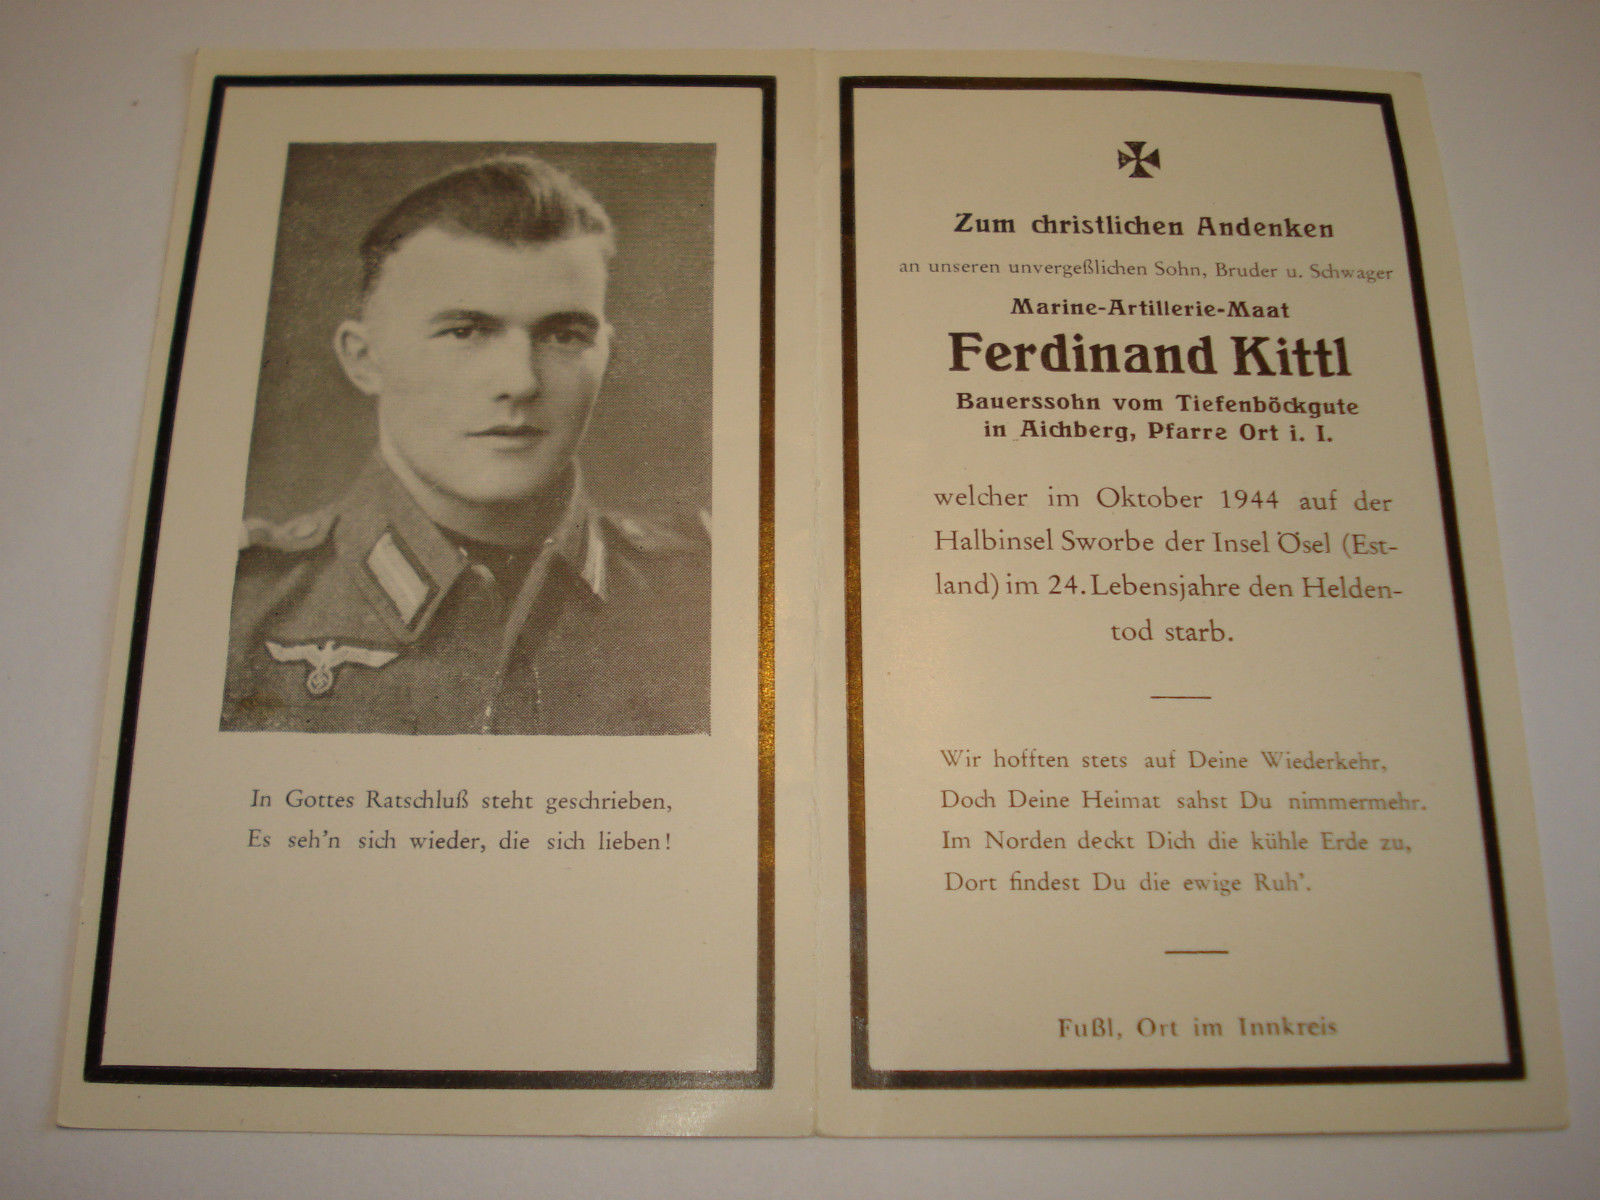 In Gottes Ratschluß steht geschrieben,
Es seh'n sich wieder, die sich lieben!
Zum christlichen Andenken
an unseren unvergeßlichen Sohn, Bruder u. Schwager
Marine-Artillerie-Maat
Ferdinand Kittl
Bauerssohn vom Tiefenböckgute
in Aichberg, Pfarre Ort i. I.
welcher im Oktober 1944 auf der
Halbinsel Sworbe der Insel Ösel (Est-
land) im 24. Lebensjahre den Helden-
tod starb.
Wir hofften stets auf Deine Wiederkehr,
Doch Deine Heimat sahst Du nimmermehr.
Im Norden deckt Dich die kühle Erde zu,
Dort findest Du die ewige Ruh'.
Fußl, Ort im Innkreis